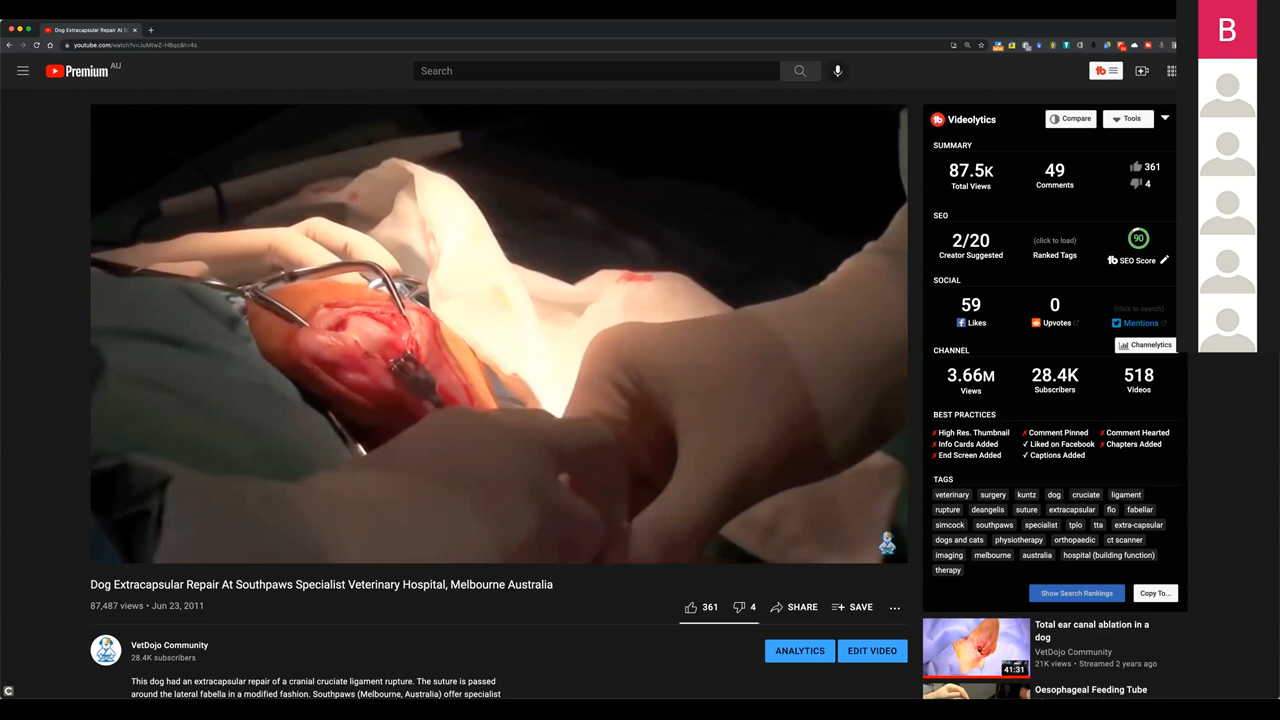 Dog Extracapsular Repair At S
youtube.com/watch?v=JuMtwZ-HBqc&t=4s
B
Premium AU
Search
Videolytics
Compare
Tools
SUMMARY
87.5K 49 361
Total Views Comments 4
SEO
2/20 (click to load) 90
Creator Suggested Ranked Tags SEO Score
SOCIAL
59 0 (click to search)
Likes Upvotes Mentions
Channelytics
CHANNEL
3.66M 28.4K 518
Views Subscribers Videos
BEST PRACTICES
High Res. Thumbnail Comment Pinned Comment Hearted
Info Cards Added Liked on Facebook Chapters Added
End Screen Added Captions Added
TAGS
veterinary surgery kuntz dog cruciate ligament
rupture deangelis suture extracapsular flo fabellar
simcock southpaws specialist tplo tta extra-capsular
dogs and cats physiotherapy orthopaedic ct scanner
imaging melbourne australia hospital (building function)
therapy
Show Search Rankings Copy To...
Dog Extracapsular Repair At Southpaws Specialist Veterinary Hospital, Melbourne Australia
87,487 views • Jun 23, 2011
361 4 SHARE SAVE ...
VetDojo Community
28.4K subscribers
ANALYTICS EDIT VIDEO
This dog had an extracapsular repair of a cranial cruciate ligament rupture. The suture is passed
around the lateral fabella in a modified fashion. Southpaws (Melbourne, Australia) offer specialist
Total ear canal ablation in a
dog
VetDojo Community
21K views • Streamed 2 years ago
41:31
Oesophageal Feeding Tube